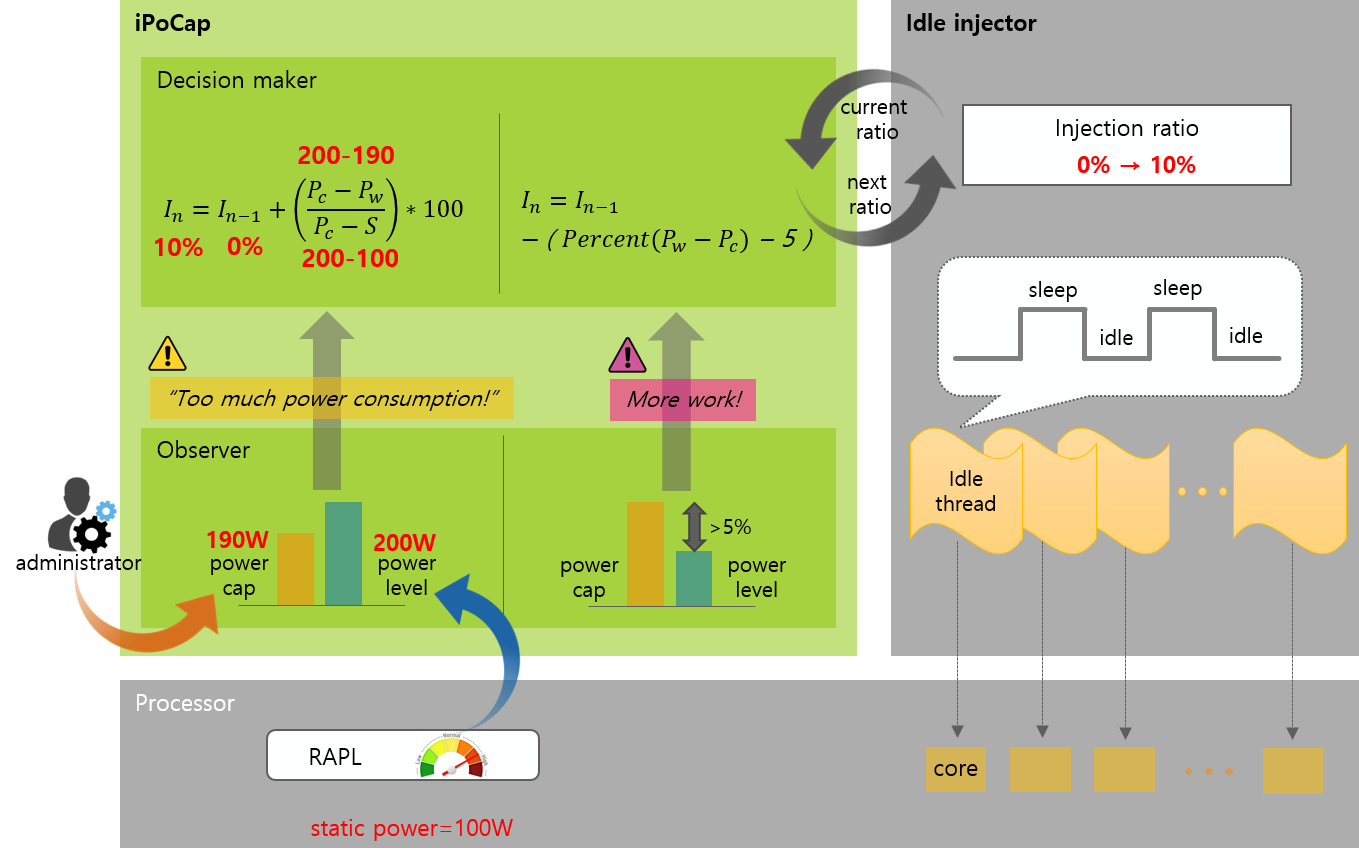 iPoCap
Decision maker
200-190
I_n = I_{n−1} + ((P_c − P_w) / (P_c − S)) * 100
10% 0%
200-100
I_n = I_{n−1}
− ( Percent(P_w − P_c) − 5 )
current
ratio
next
ratio
Idle injector
Injection ratio
0% → 10%
sleep
sleep
idle
idle
"Too much power consumption!"
More work!
Observer
190W
power
cap
200W
power
level
power
cap
>5%
power
level
administrator
Idle
thread
Processor
RAPL
Low
Normal
High
static power=100W
core